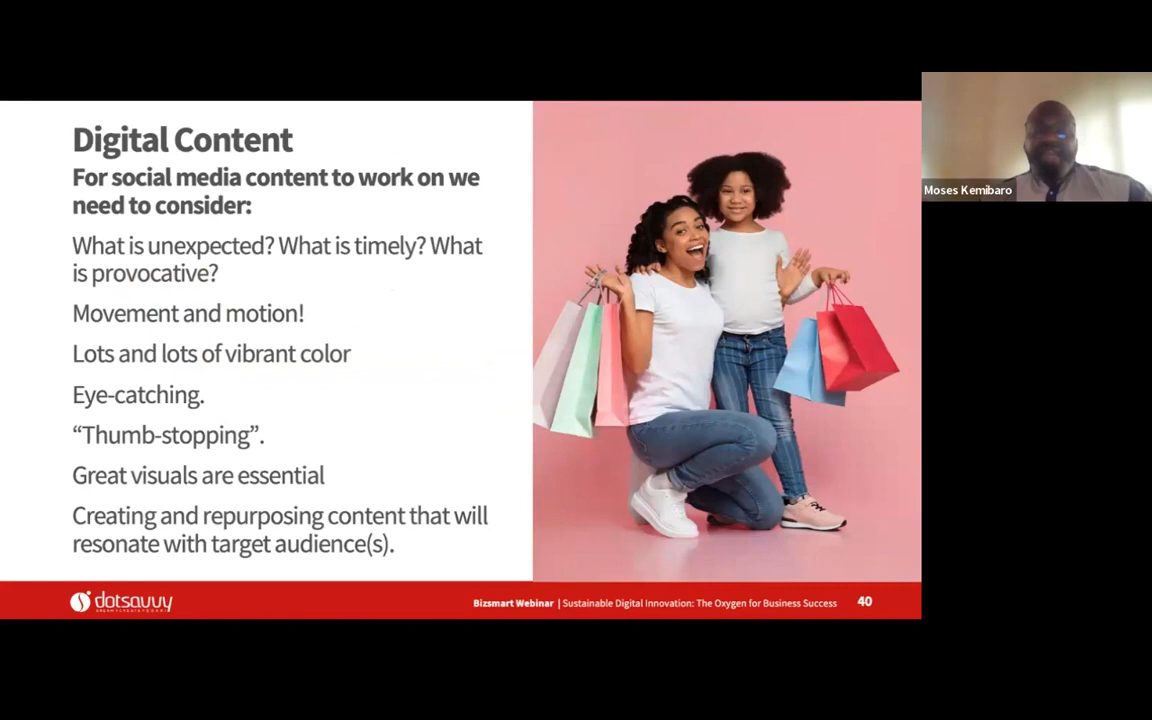 Digital Content
For social media content to work on we
need to consider:
What is unexpected? What is timely? What
is provocative?
Movement and motion!
Lots and lots of vibrant color
Eye-catching.
“Thumb-stopping”.
Great visuals are essential
Creating and repurposing content that will
resonate with target audience(s).
Moses Kemibaro
dotsavvy
Bizsmart Webinar | Sustainable Digital Innovation: The Oxygen for Business Success 40